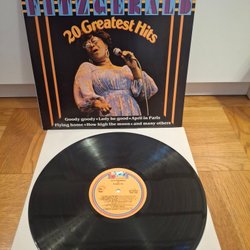 FITZGERALD
20 Greatest Hits
Goody goody • Lady be good • April in Paris
Flying home • How high the moon • and many others